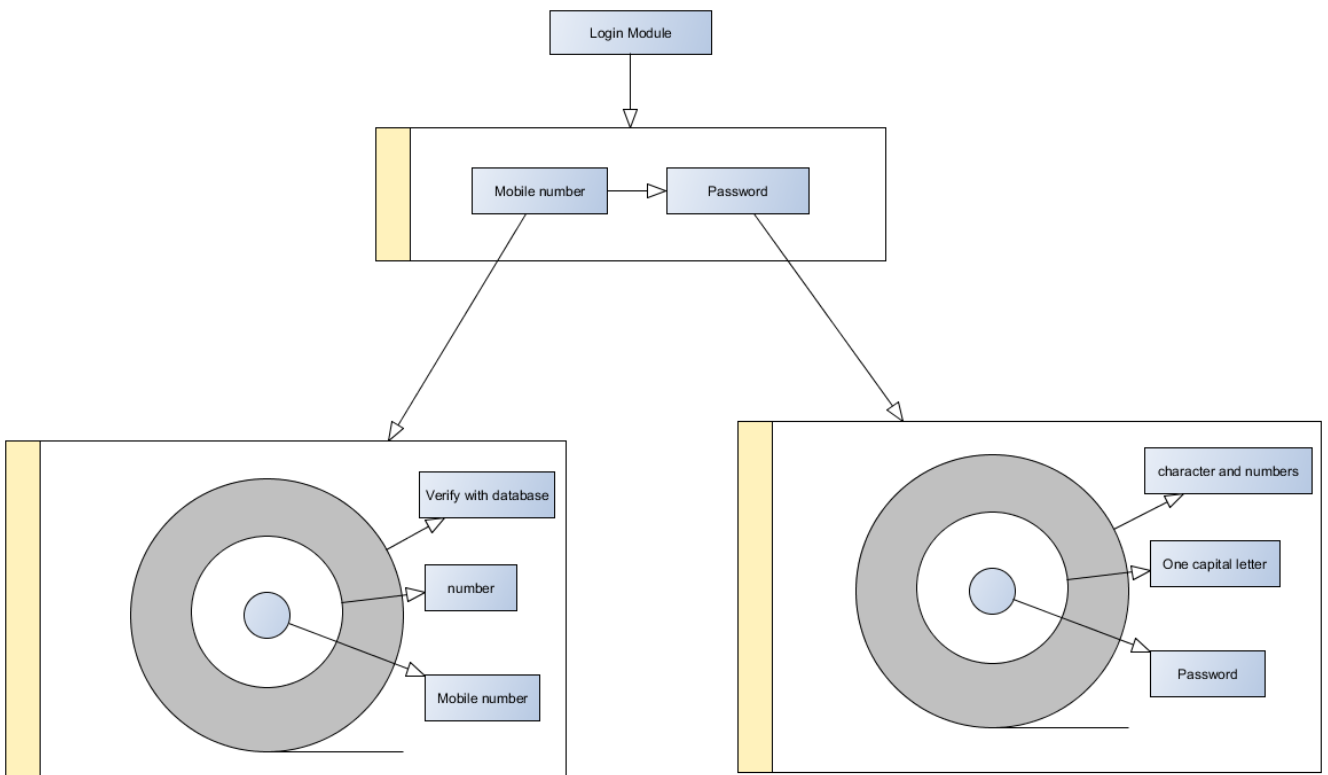 Login Module
Mobile number
Password
Verify with database
number
Mobile number
character and numbers
One capital letter
Password